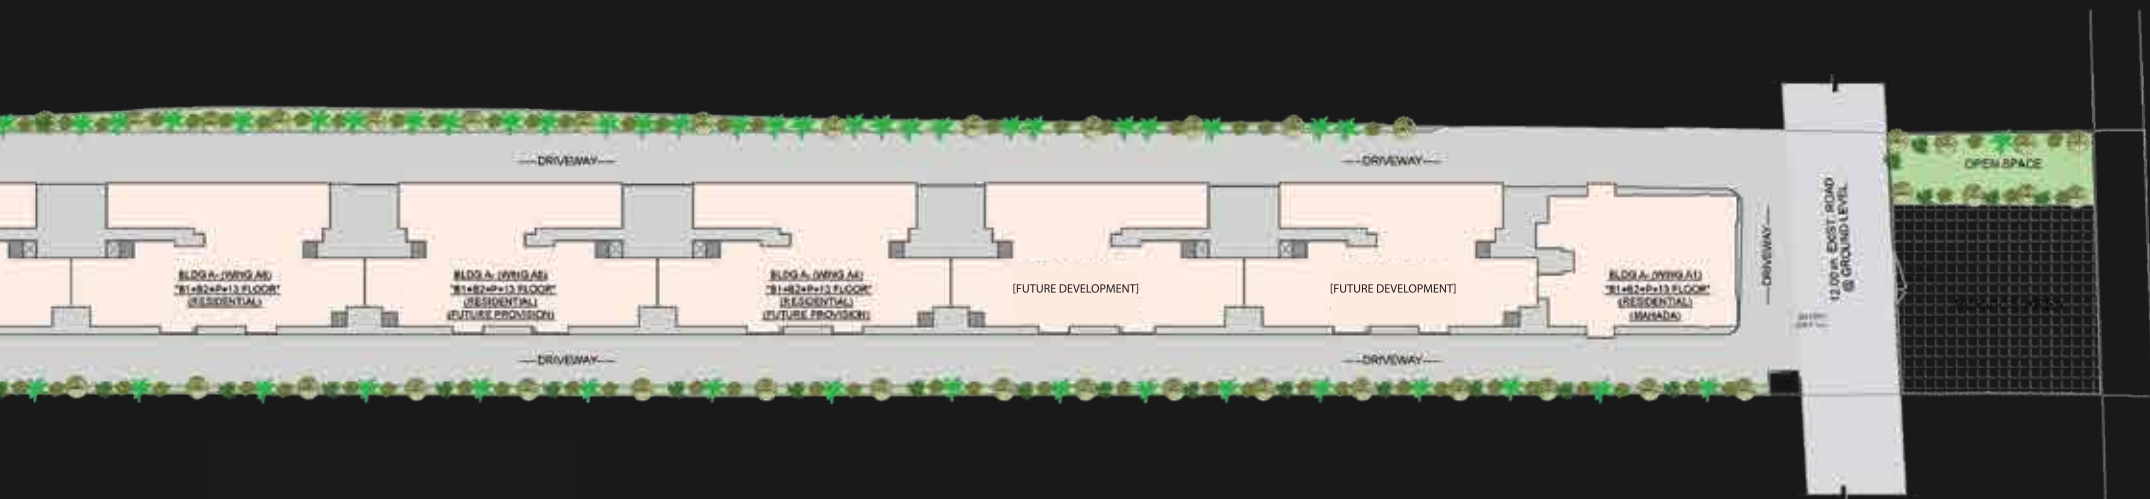 ----DRIVEWAY----
----DRIVEWAY----
OPEN SPACE
BLDG A- (WING A6)
"B1+B2+P+13 FLOOR"
(RESIDENTIAL)
BLDG A- (WING A5)
"B1+B2+P+13 FLOOR"
(RESIDENTIAL)
(FUTURE PROVISION)
BLDG A- (WING A4)
"B1+B2+P+13 FLOOR"
(RESIDENTIAL)
(FUTURE PROVISION)
[FUTURE DEVELOPMENT]
[FUTURE DEVELOPMENT]
BLDG A- (WING A1)
"B1+B2+P+13 FLOOR"
(RESIDENTIAL)
(MAHADA)
----DRIVEWAY----
12.00 M. EXIST. ROAD
@ GROUND LEVEL
----DRIVEWAY----
----DRIVEWAY----